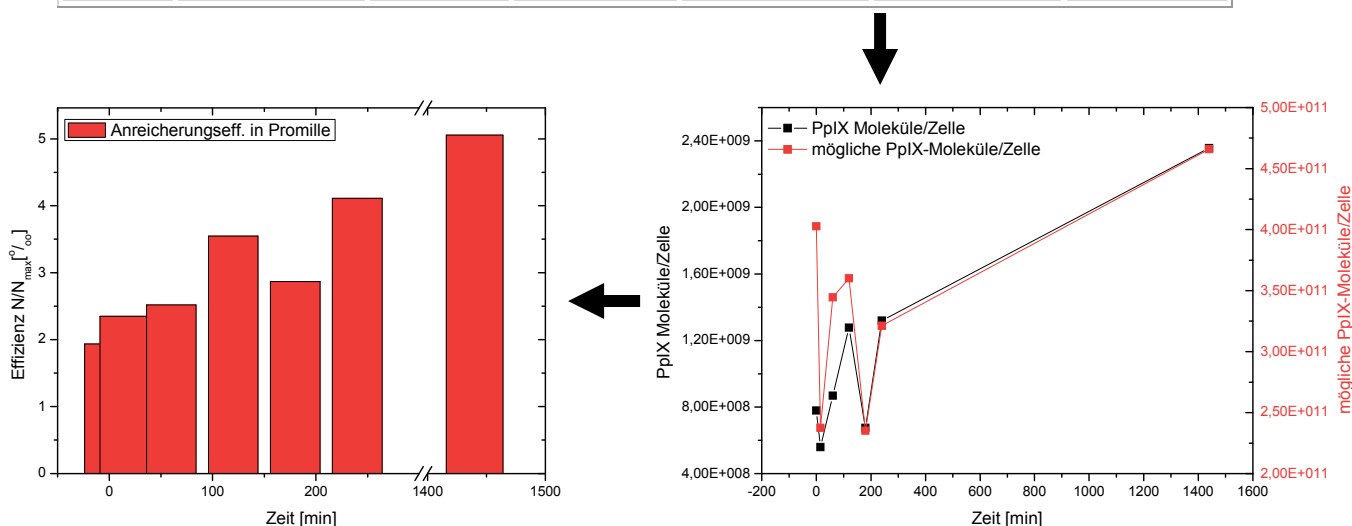 Anreicherungseff. in Promille
Effizienz N/N_max[⁰/₀₀]
5
4
3
2
1
0
0 100 200 1400 1500
Zeit [min]
PpIX Moleküle/Zelle
mögliche PpIX-Moleküle/Zelle
PpIX Moleküle/Zelle
2,40E+009
2,00E+009
1,60E+009
1,20E+009
8,00E+008
4,00E+008
5,00E+011
4,50E+011
4,00E+011
3,50E+011
3,00E+011
2,50E+011
2,00E+011
mögliche PpIX-Moleküle/Zelle
-200 0 200 400 600 800 1000 1200 1400 1600
Zeit [min]